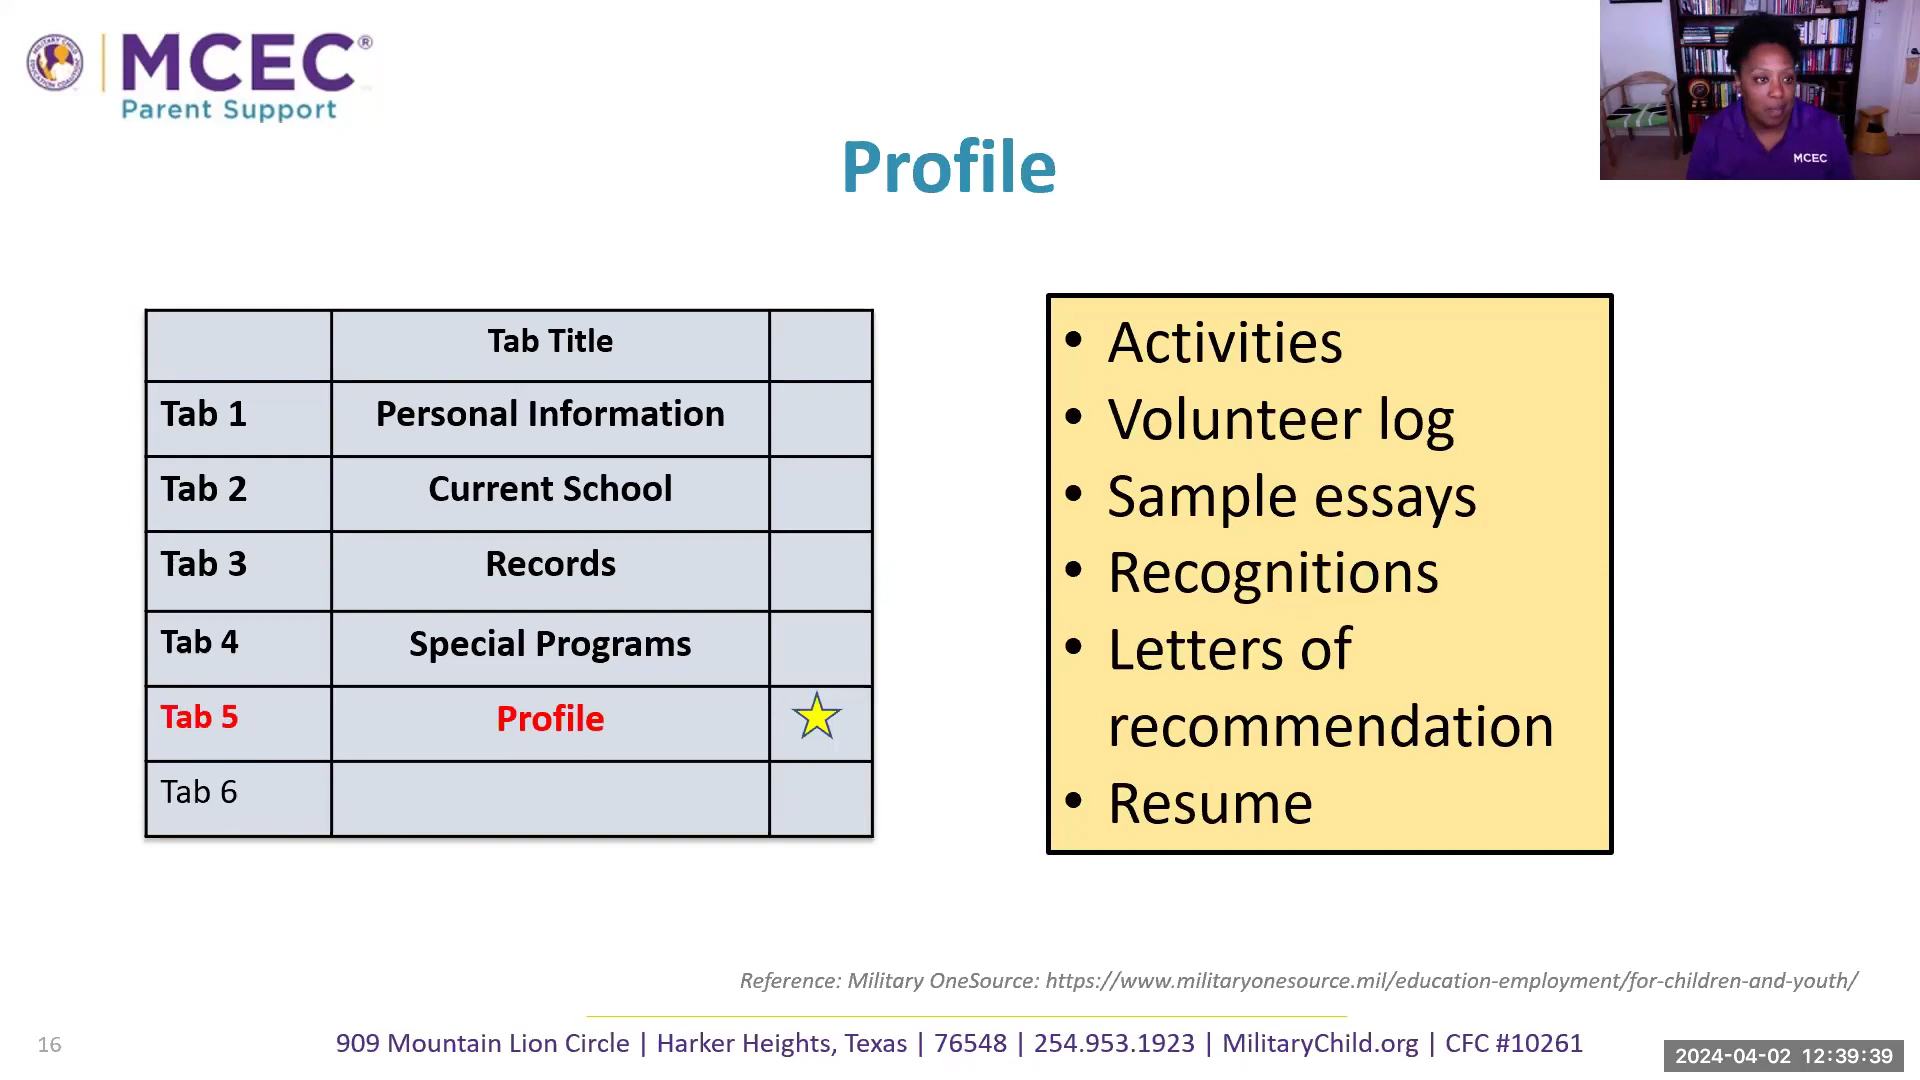 MCEC®
Parent Support
MCEC
Profile
Tab Title
Tab 1 Personal Information
Tab 2 Current School
Tab 3 Records
Tab 4 Special Programs
Tab 5 Profile
Tab 6
• Activities
• Volunteer log
• Sample essays
• Recognitions
• Letters of
recommendation
• Resume
Reference: Military OneSource: https://www.militaryonesource.mil/education-employment/for-children-and-youth/
16
909 Mountain Lion Circle | Harker Heights, Texas | 76548 | 254.953.1923 | MilitaryChild.org | CFC #10261
2024-04-02 12:39:39